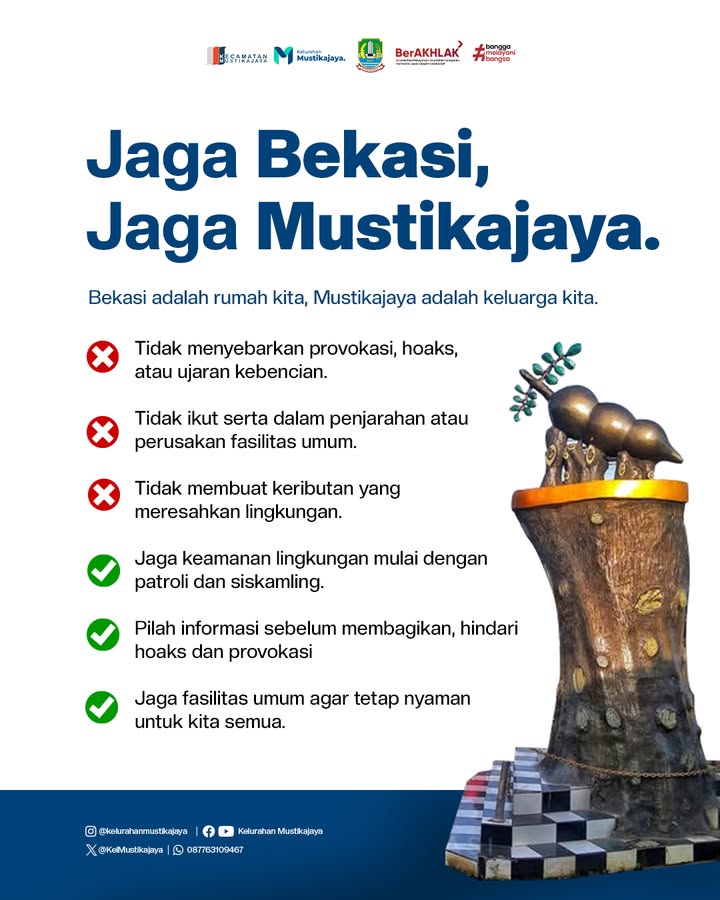 KECAMATAN
MUSTIKAJAYA
Kelurahan
Mustikajaya.
BerAKHLAK
#bangga
melayani
bangsa
Jaga Bekasi,
Jaga Mustikajaya.
Bekasi adalah rumah kita, Mustikajaya adalah keluarga kita.
Tidak menyebarkan provokasi, hoaks,
atau ujaran kebencian.
Tidak ikut serta dalam penjarahan atau
perusakan fasilitas umum.
Tidak membuat keributan yang
meresahkan lingkungan.
Jaga keamanan lingkungan mulai dengan
patroli dan siskamling.
Pilah informasi sebelum membagikan, hindari
hoaks dan provokasi
Jaga fasilitas umum agar tetap nyaman
untuk kita semua.
@kelurahanmustikajaya | Kelurahan Mustikajaya
@KelMustikajaya | 087763109467